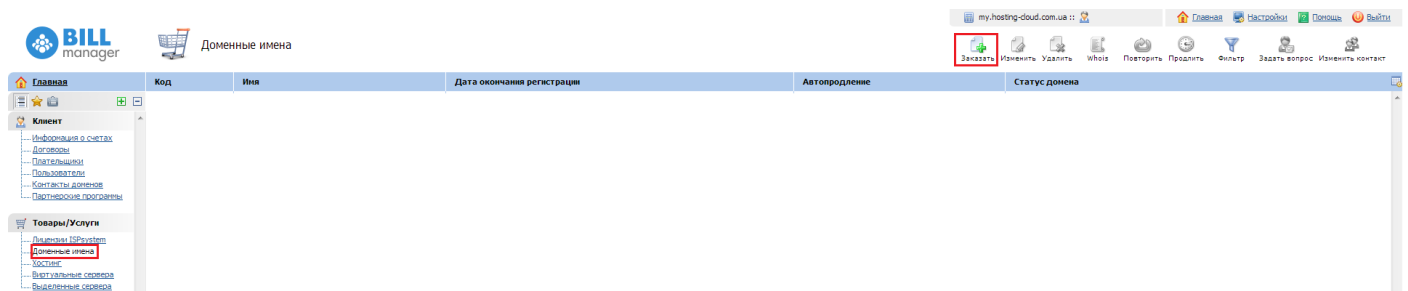 my.hosting-cloud.com.ua ::
Главная Настройки Помощь Выйти
BILL
manager
Доменные имена
Заказать Изменить Удалить Whois Повторить Продлить Фильтр Задать вопрос Изменить контакт
Главная
Код Имя Дата окончания регистрации Автопродление Статус домена
Клиент
Информация о счетах
Договоры
Плательщики
Пользователи
Контакты доменов
Партнерские программы
Товары/Услуги
Лицензии ISPsystem
Доменные имена
Хостинг
Виртуальные сервера
Выделенные сервера